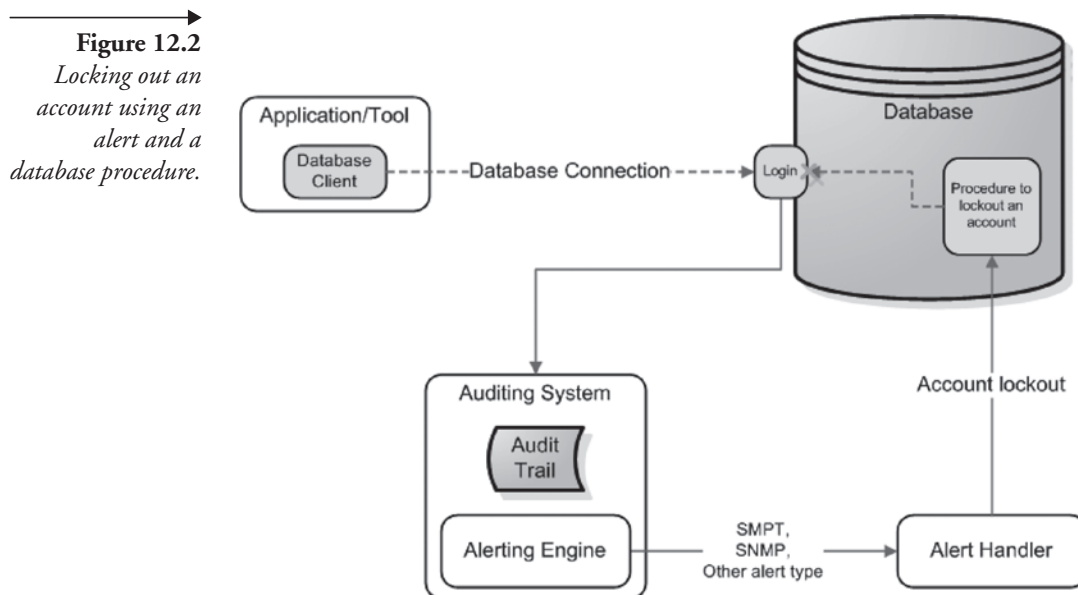 Figure 12.2
Locking out an
account using an
alert and a
database procedure.
Application/Tool
Database
Client
Database Connection
Login
Database
Procedure to
lockout an
account
Auditing System
Audit
Trail
Alerting Engine
SMPT,
SNMP,
Other alert type
Alert Handler
Account lockout